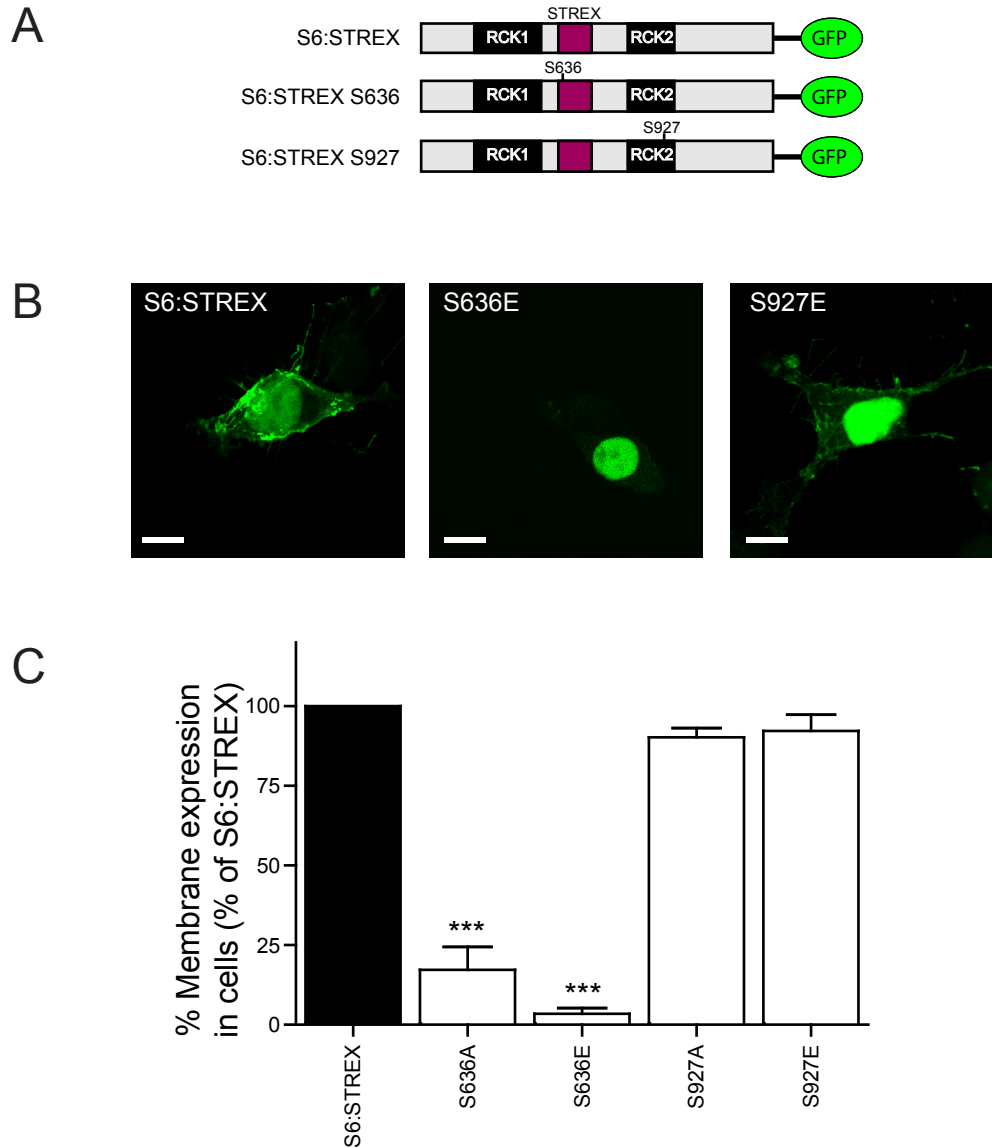 A
STREX
S6:STREX RCK1 RCK2 GFP
S636
S6:STREX S636 RCK1 RCK2 GFP
S927
S6:STREX S927 RCK1 RCK2 GFP
B
S6:STREX
S636E
S927E
C
% Membrane expression
in cells (% of S6:STREX)
100
75
50
25
0
***
***
S6:STREX
S636A
S636E
S927A
S927E